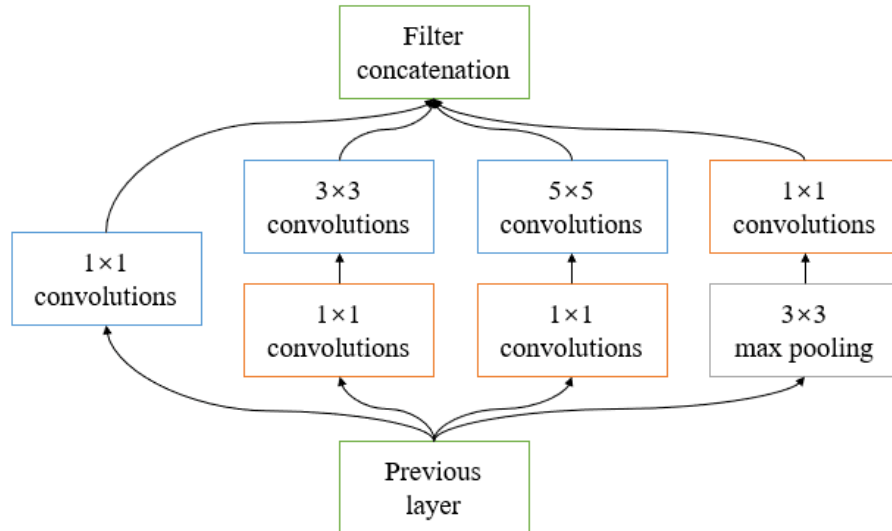 Filter
concatenation
3×3
convolutions
5×5
convolutions
1×1
convolutions
1×1
convolutions
1×1
convolutions
1×1
convolutions
3×3
max pooling
Previous
layer